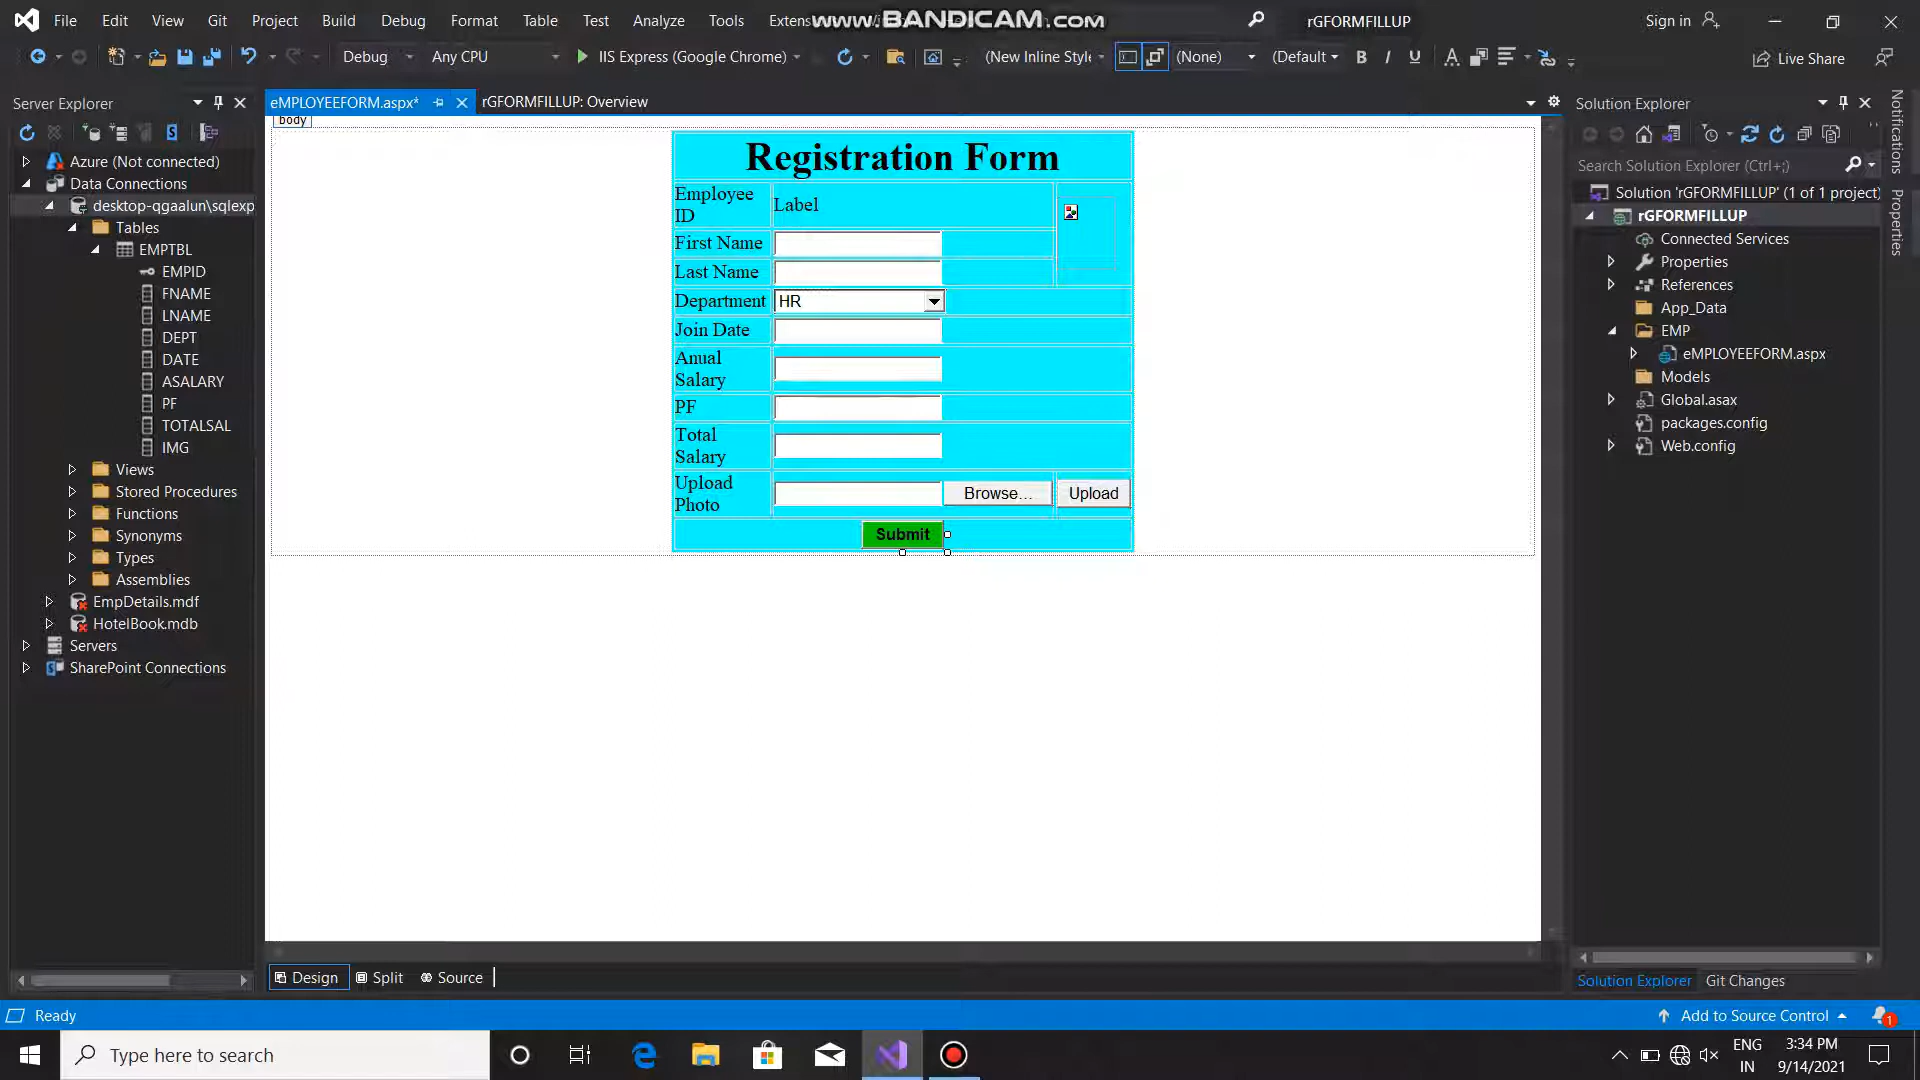 File Edit View Git Project Build Debug Format Table Test Analyze Tools Extens
www.BANDICAM.com
rGFORMFILLUP
Sign in
Debug Any CPU IIS Express (Google Chrome) (New Inline Style (None) (Default B I U A Live Share
Server Explorer
Azure (Not connected)
Data Connections
desktop-qgaalun\sqlexp
Tables
EMPTBL
EMPID
FNAME
LNAME
DEPT
DATE
ASALARY
PF
TOTALSAL
IMG
Views
Stored Procedures
Functions
Synonyms
Types
Assemblies
EmpDetails.mdf
HotelBook.mdb
Servers
SharePoint Connections
eMPLOYEEFORM.aspx* rGFORMFILLUP: Overview
body
Registration Form
Employee
ID
Label
First Name
Last Name
Department HR
Join Date
Anual
Salary
PF
Total
Salary
Upload
Photo
Browse... Upload
Submit
Design Split Source
Solution Explorer
Search Solution Explorer (Ctrl+;)
Solution 'rGFORMFILLUP' (1 of 1 project)
rGFORMFILLUP
Connected Services
Properties
References
App_Data
EMP
eMPLOYEEFORM.aspx
Models
Global.asax
packages.config
Web.config
Solution Explorer Git Changes
Notifications
Properties
Ready
Add to Source Control
1
Type here to search
ENG
IN
3:34 PM
9/14/2021